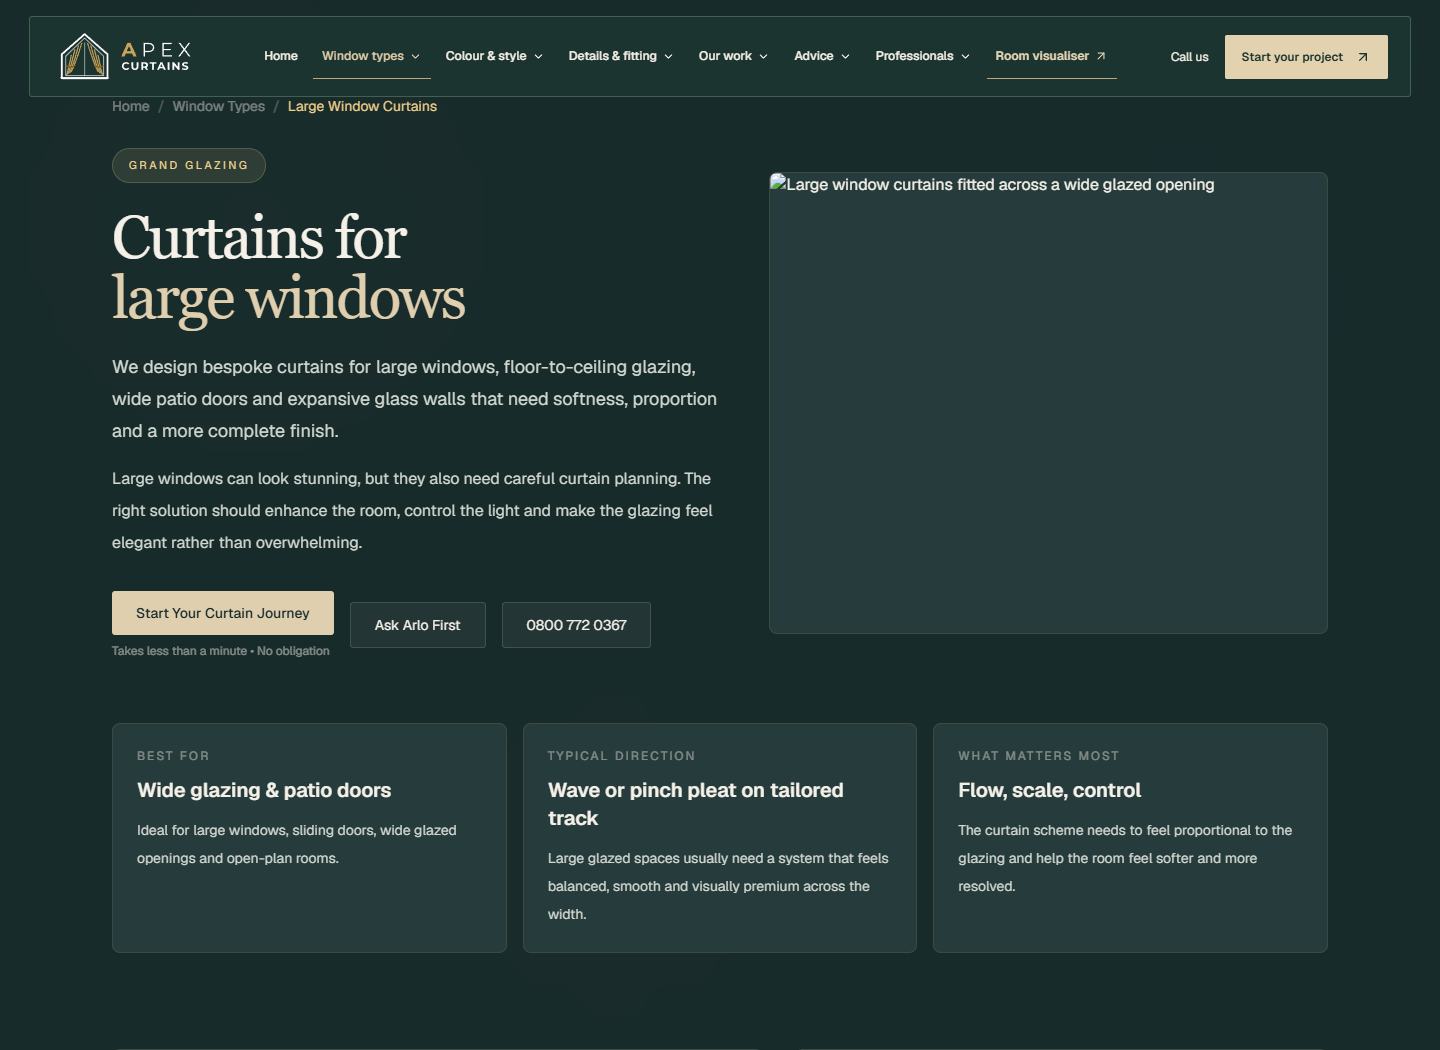 APEX
CURTAINS
Home
Window types
Colour & style
Details & fitting
Our work
Advice
Professionals
Room visualiser
Call us
Start your project
Home / Window Types / Large Window Curtains
GRAND GLAZING
Curtains for
large windows
We design bespoke curtains for large windows, floor-to-ceiling glazing,
wide patio doors and expansive glass walls that need softness, proportion
and a more complete finish.
Large windows can look stunning, but they also need careful curtain planning. The
right solution should enhance the room, control the light and make the glazing feel
elegant rather than overwhelming.
Start Your Curtain Journey
Takes less than a minute • No obligation
Ask Arlo First
0800 772 0367
Large window curtains fitted across a wide glazed opening
BEST FOR
Wide glazing & patio doors
Ideal for large windows, sliding doors, wide glazed
openings and open-plan rooms.
TYPICAL DIRECTION
Wave or pinch pleat on tailored
track
Large glazed spaces usually need a system that feels
balanced, smooth and visually premium across the
width.
WHAT MATTERS MOST
Flow, scale, control
The curtain scheme needs to feel proportional to the
glazing and help the room feel softer and more
resolved.